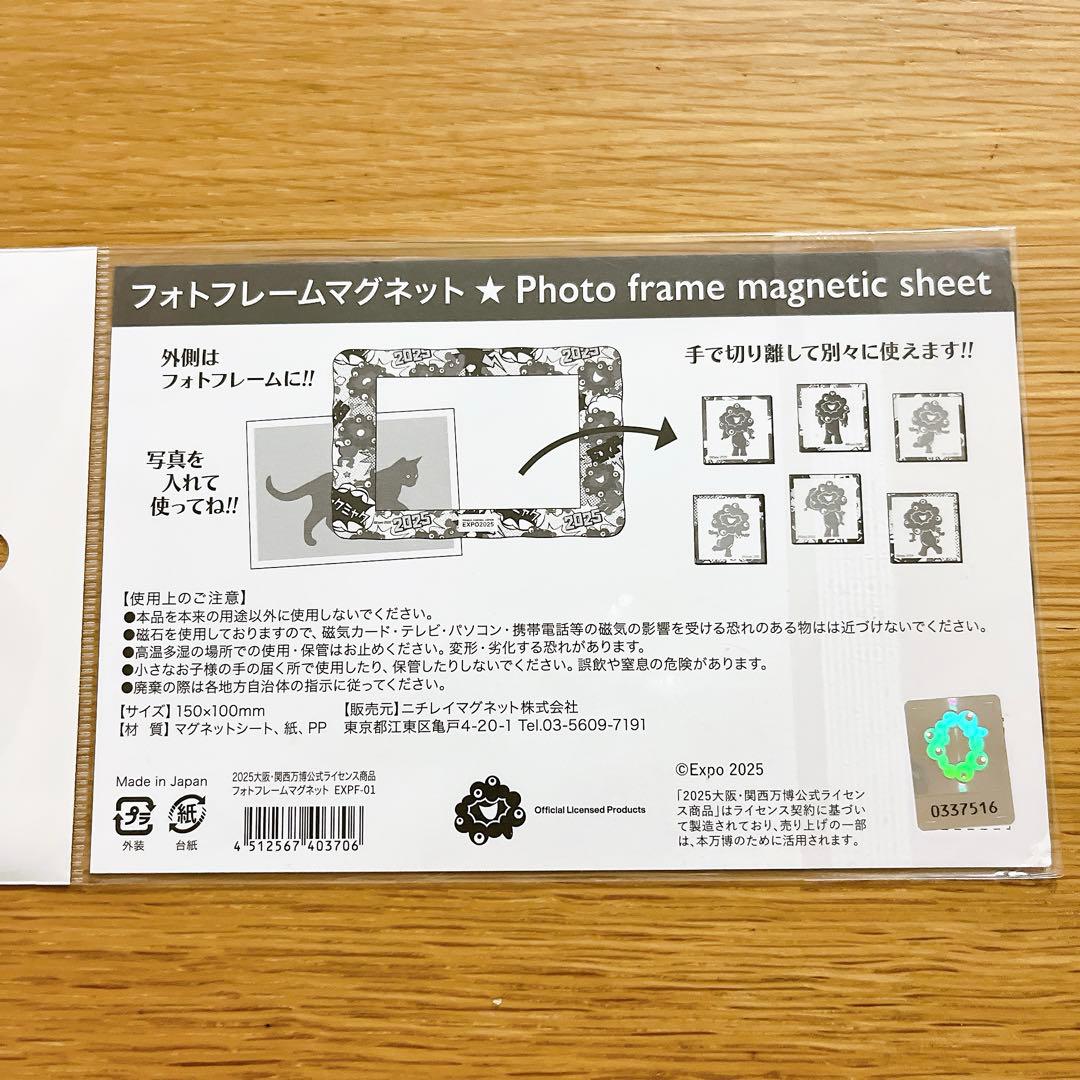 フォトフレームマグネット ★ Photo frame magnetic sheet
外側は
フォトフレームに!!
写真を
入れて
使ってね!!
2025
2025
ケミャク
2025
EXPO2025
2025
手で切り離して別々に使えます!!
【使用上のご注意】
●本品を本来の用途以外に使用しないでください。
●磁石を使用しておりますので、磁気カード・テレビ・パソコン・携帯電話等の磁気の影響を受ける恐れのある物はは近づけないでください。
●高温多湿の場所での使用・保管はお止めください。変形・劣化する恐れがあります。
●小さなお子様の手の届く所で使用したり、保管したりしないでください。誤飲や窒息の危険があります。
●廃棄の際は各地方自治体の指示に従ってください。
【サイズ】150×100mm 【販売元】ニチレイマグネット株式会社
【材 質】マグネットシート、紙、PP 東京都江東区亀戸4-20-1 Tel.03-5609-7191
Made in Japan
プラ
外装
紙
台紙
2025大阪・関西万博公式ライセンス商品
フォトフレームマグネット EXPF-01
4 512567 403706
Official Licensed Products
©Expo 2025
「2025大阪・関西万博公式ライセン
ス商品」はライセンス契約に基づい
て製造されており、売り上げの一部
は、本万博のために活用されます。
0337516